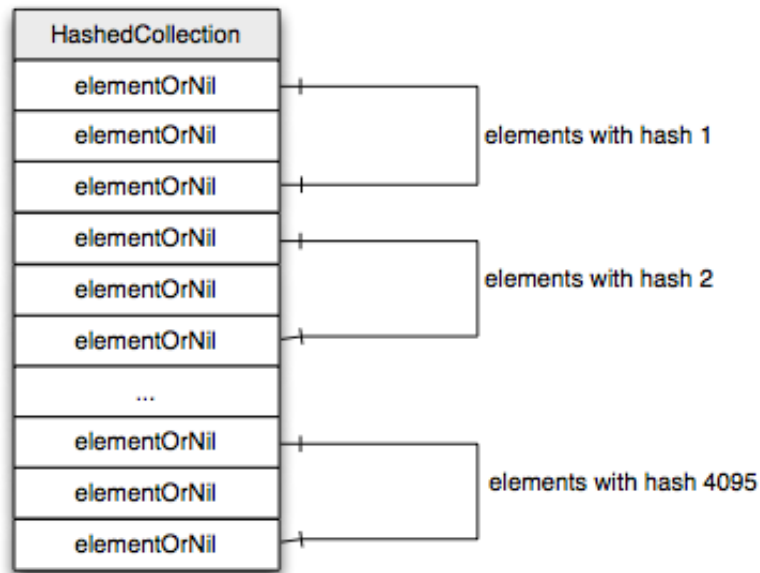 HashedCollection
elementOrNil
elementOrNil
elements with hash 1
elementOrNil
elementOrNil
elementOrNil
elements with hash 2
elementOrNil
...
elementOrNil
elementOrNil
elements with hash 4095
elementOrNil